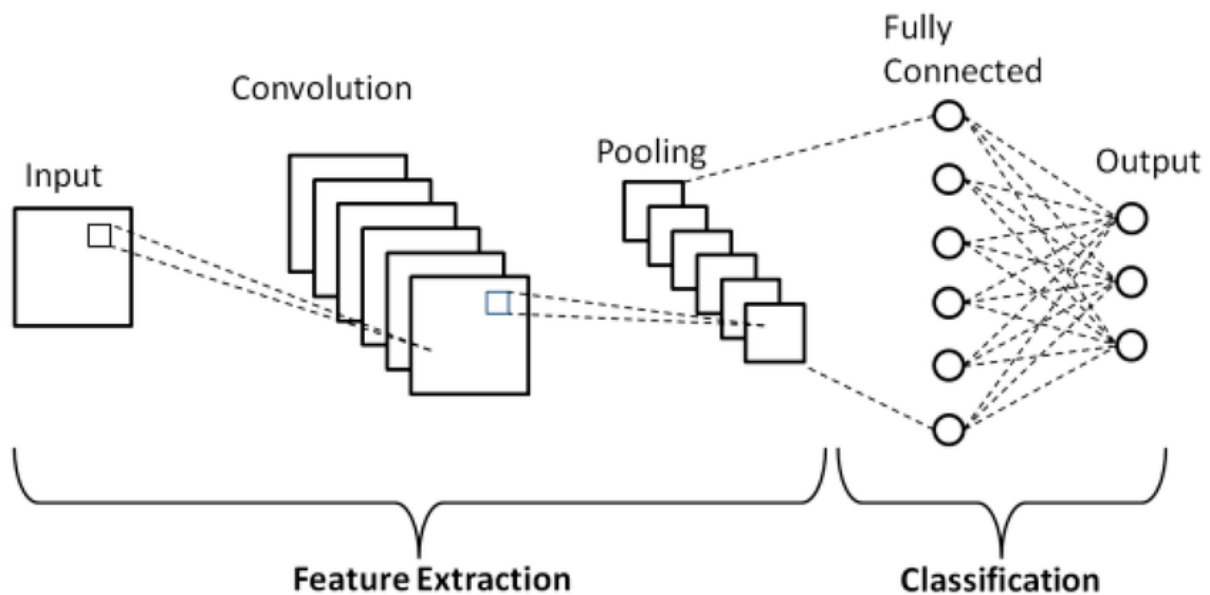 Input
Convolution
Pooling
Fully
Connected
Output
Feature Extraction
Classification